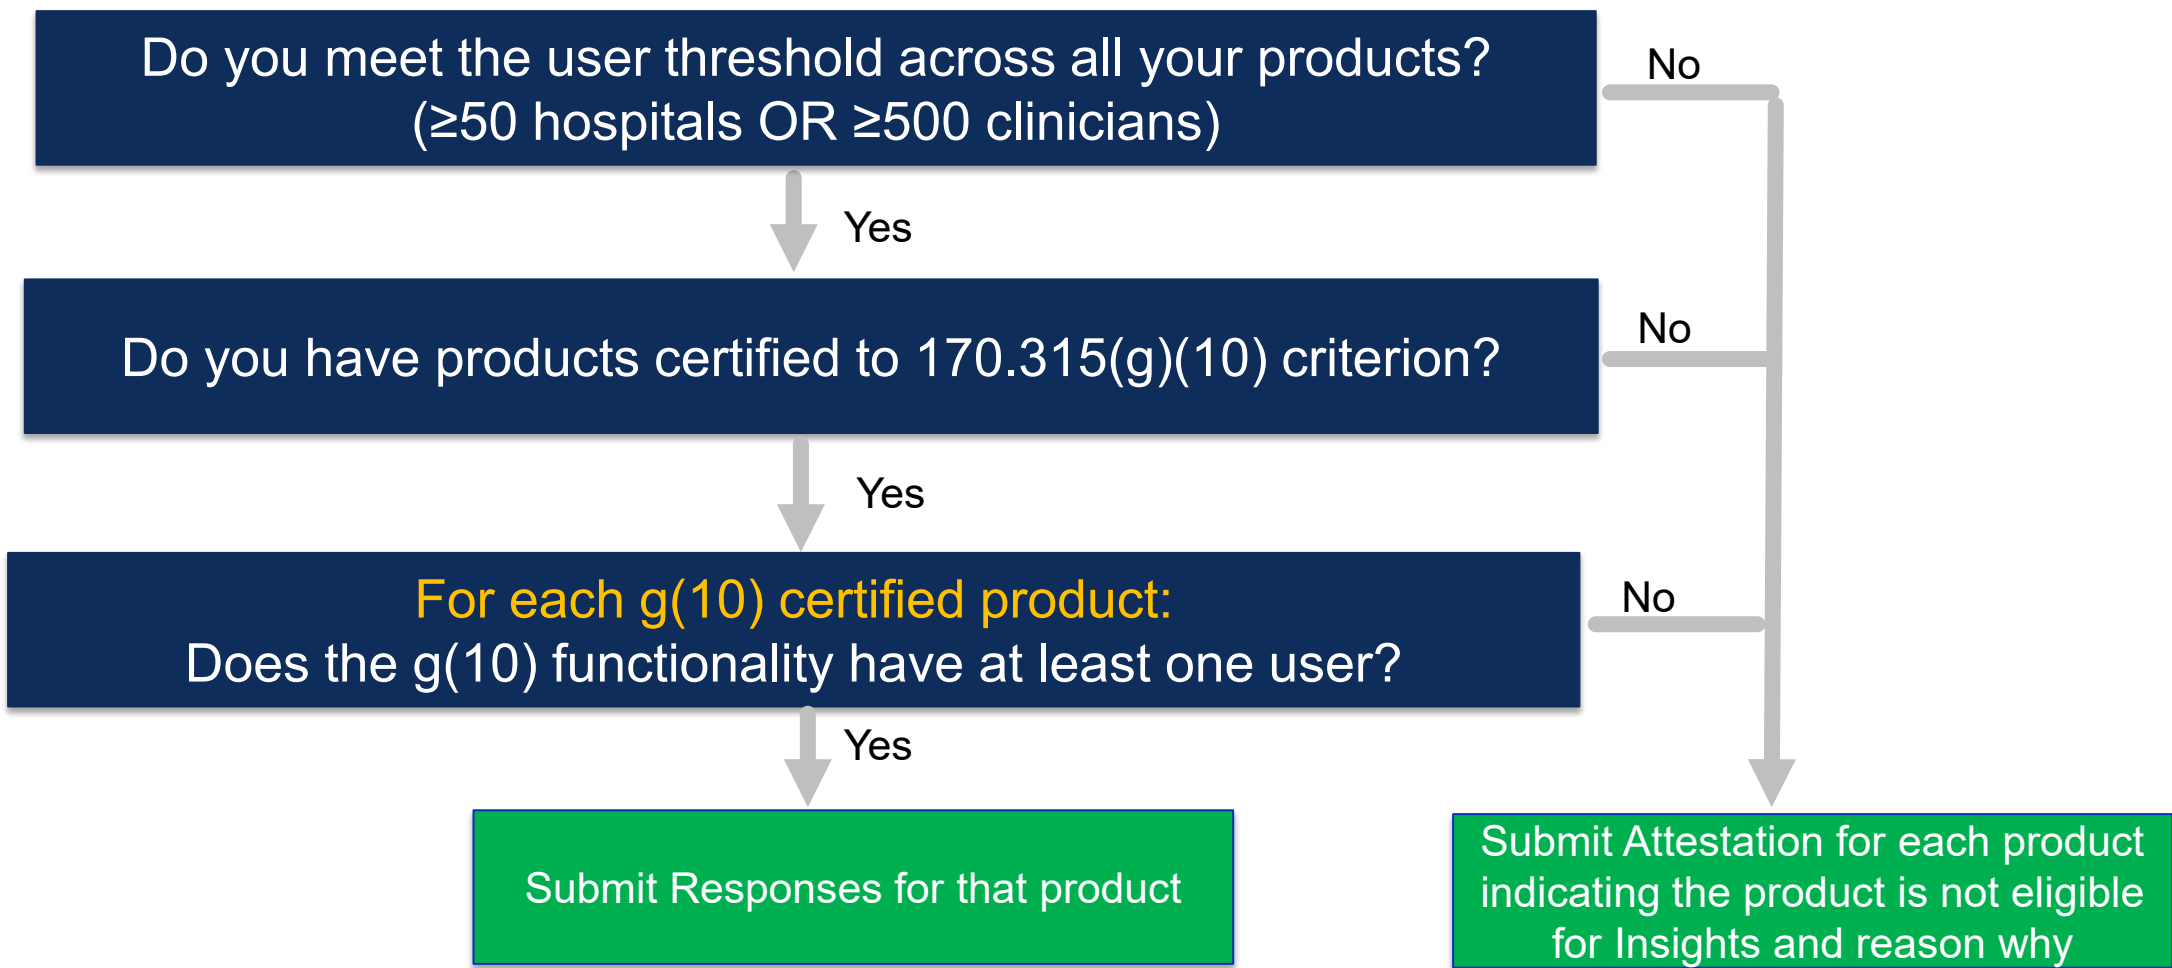 Do you meet the user threshold across all your products?
(≥50 hospitals OR ≥500 clinicians)
No
Yes
Do you have products certified to 170.315(g)(10) criterion?
No
Yes
For each g(10) certified product:
Does the g(10) functionality have at least one user?
No
Yes
Submit Responses for that product
Submit Attestation for each product
indicating the product is not eligible
for Insights and reason why